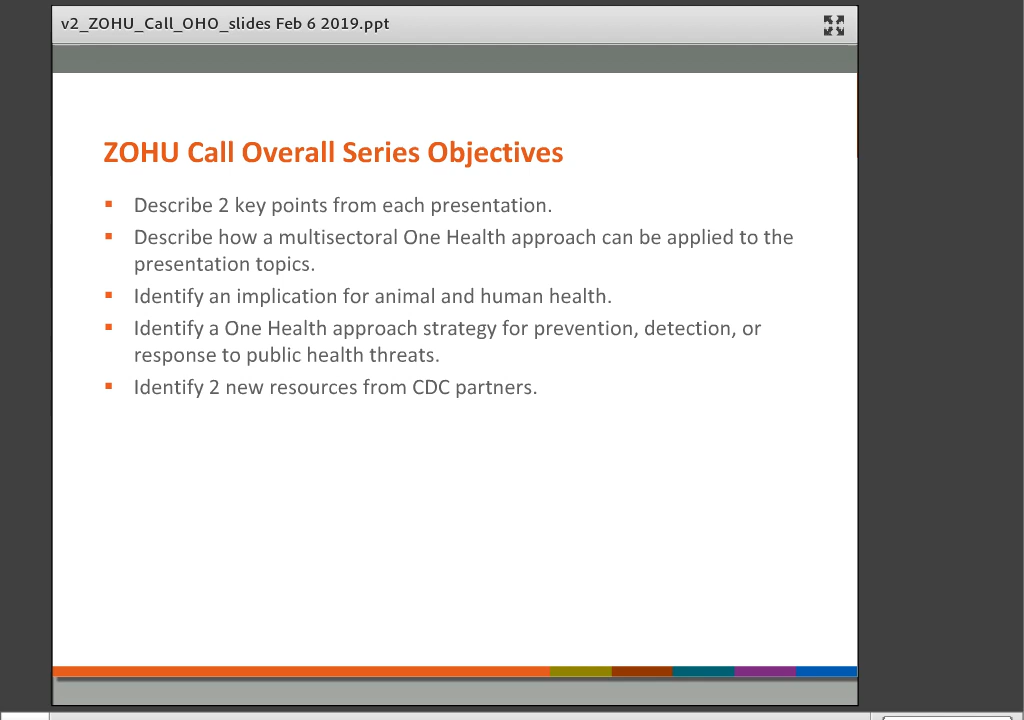 v2_ZOHU_Call_OHO_slides Feb 6 2019.ppt
ZOHU Call Overall Series Objectives
▪ Describe 2 key points from each presentation.
▪ Describe how a multisectoral One Health approach can be applied to the
presentation topics.
▪ Identify an implication for animal and human health.
▪ Identify a One Health approach strategy for prevention, detection, or
response to public health threats.
▪ Identify 2 new resources from CDC partners.